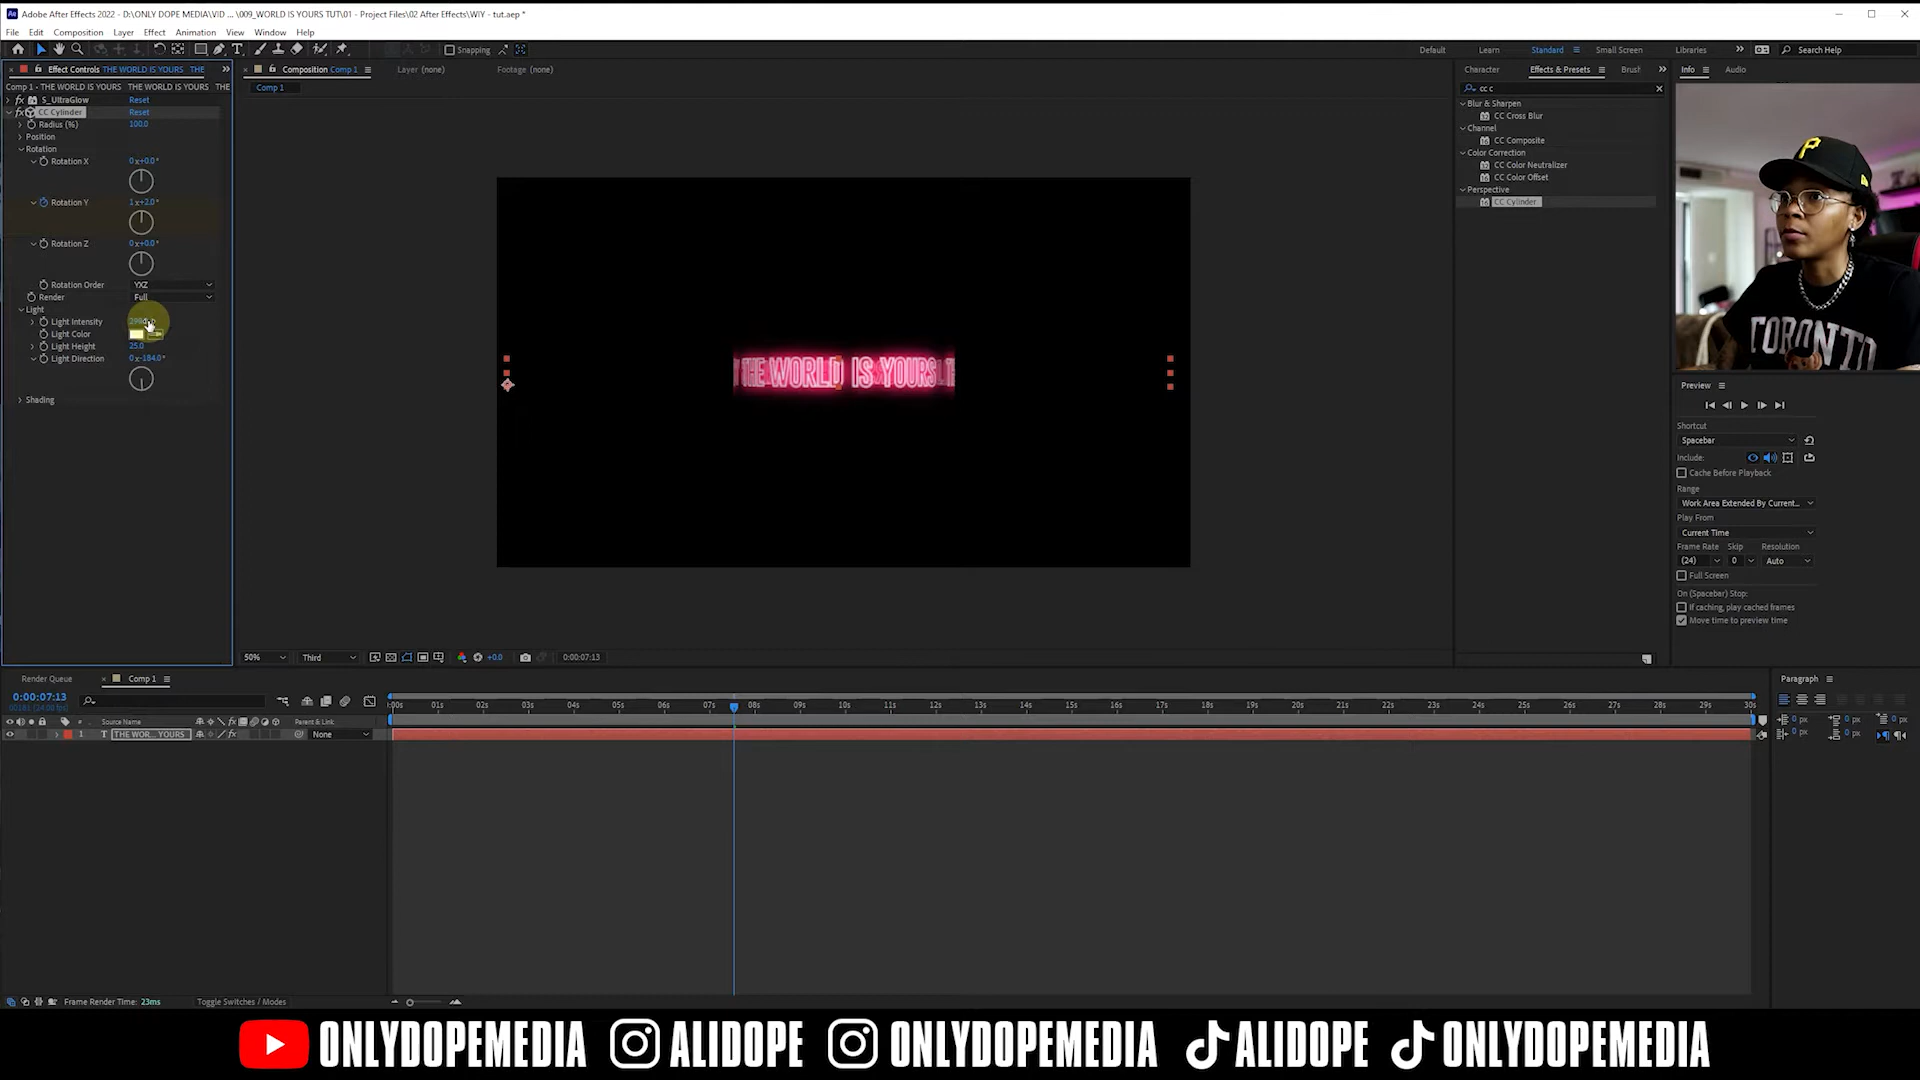 Adobe After Effects 2022 - D:\ONLY DOPE MEDIA\VID ... \009_WORLD IS YOURS TUT\01 - Project Files\02 After Effects\WIY - tut.aep *
File Edit Composition Layer Effect Animation View Window Help
Snapping
Default Learn Standard Small Screen Libraries Search Help
Effect Controls THE WORLD IS YOURS THE
Composition Comp 1
Layer (none)
Footage (none)
Character Effects & Presets Brush
Info Audio
Comp 1 - THE WORLD IS YOURS THE WORLD IS YOURS THE
Comp 1
cc c
S_UltraGlow Reset
CC Cylinder Reset
Radius (%) 100.0
Position
Rotation
Rotation X 0x+0.0°
Rotation Y 1x+2.0°
Rotation Z 0x+0.0°
Rotation Order YXZ
Render Full
Light
Light Intensity
Light Color
Light Height 25.0
Light Direction 0x-184.0°
Shading
Blur & Sharpen
CC Cross Blur
Channel
CC Composite
Color Correction
CC Color Neutralizer
CC Color Offset
Perspective
CC Cylinder
THE WORLD IS YOURS
P
TORONTO
Preview
Shortcut
Spacebar
Include:
Cache Before Playback
Range
Work Area Extended By Current...
Play From
Current Time
Frame Rate Skip Resolution
(24) 0 Auto
Full Screen
On (Spacebar) Stop:
If caching, play cached frames
Move time to preview time
50% Third +0.0 0:00:07:13
Render Queue Comp 1
Paragraph
0:00:07:13
:00s 01s 02s 03s 04s 05s 06s 07s 08s 09s 10s 11s 12s 13s 14s 15s 16s 17s 18s 19s 20s 21s 22s 23s 24s 25s 26s 27s 28s 29s 30s
# Source Name Parent & Link
1 T THE WOR... YOURS None
0 px 0 px 0 px
0 px 0 px
Frame Render Time: 23ms Toggle Switches / Modes
ONLYDOPEMEDIA ALIDOPE ONLYDOPEMEDIA ALIDOPE ONLYDOPEMEDIA